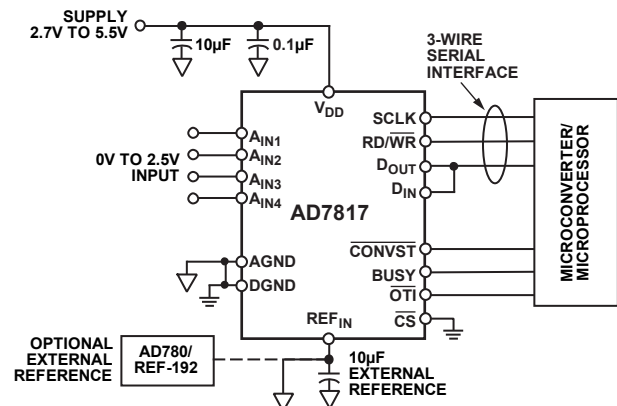 SUPPLY
2.7V TO 5.5V
10µF
0.1µF
3-WIRE
SERIAL
INTERFACE
VDD
AIN1
AIN2
AIN3
AIN4
0V TO 2.5V
INPUT
AD7817
SCLK
RD/WR
DOUT
DIN
CONVST
BUSY
OTI
CS
MICROCONVERTER/
MICROPROCESSOR
AGND
DGND
REFIN
OPTIONAL
EXTERNAL
REFERENCE
AD780/
REF-192
10µF
EXTERNAL
REFERENCE